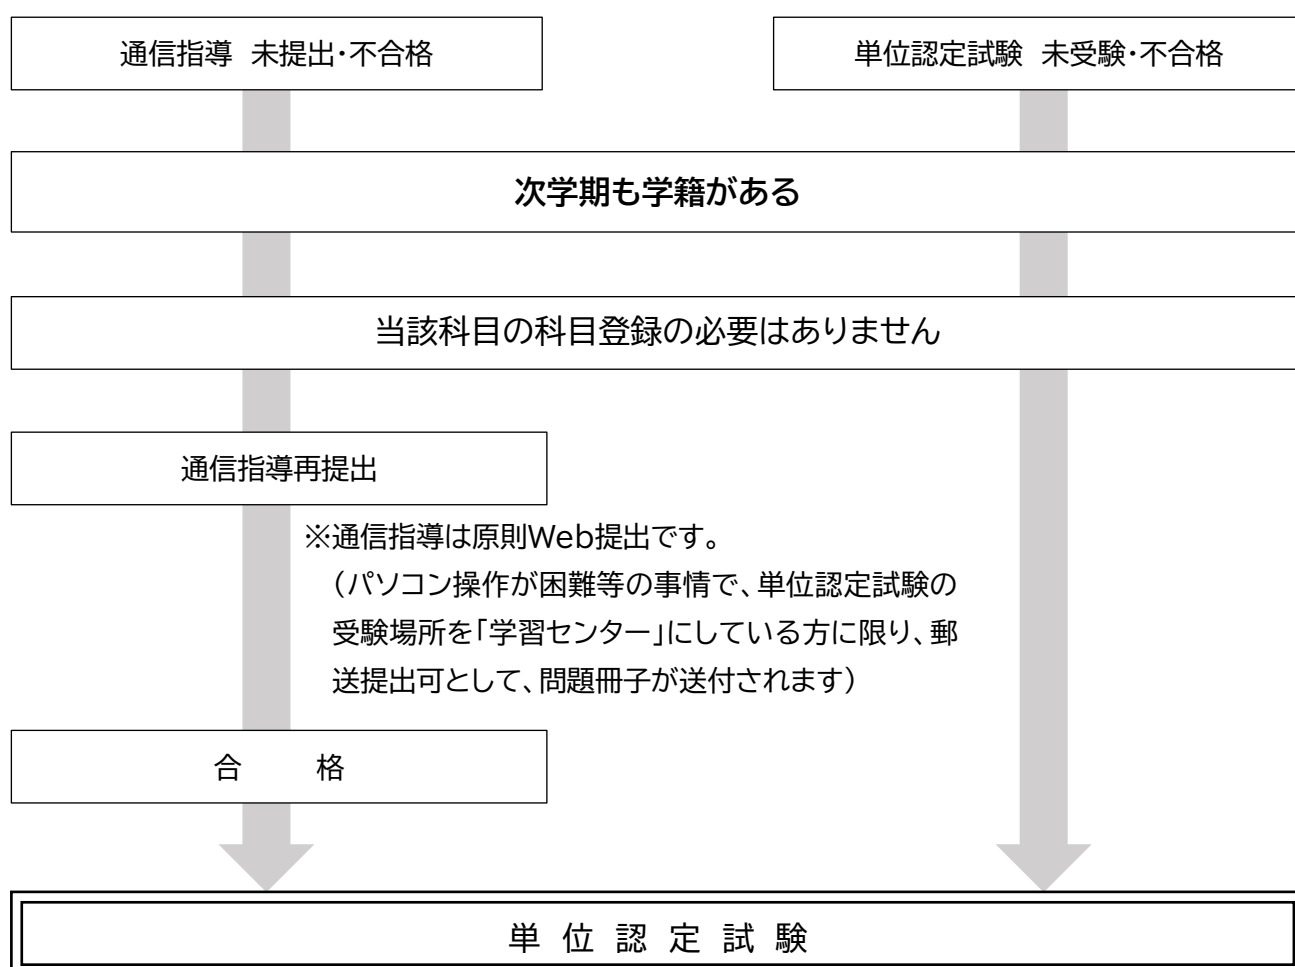 通信指導　未提出・不合格
単位認定試験　未受験・不合格
次学期も学籍がある
当該科目の科目登録の必要はありません
通信指導再提出
※通信指導は原則Web提出です。
（パソコン操作が困難等の事情で、単位認定試験の
受験場所を「学習センター」にしている方に限り、郵
送提出可として、問題冊子が送付されます）
合　　格
単 位 認 定 試 験